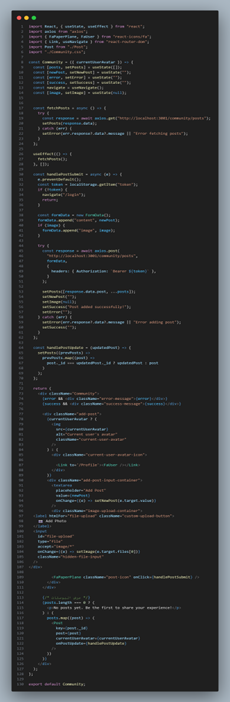 import React, { useState, useEffect } from "react";
import axios from "axios";
import { FaPaperPlane, FaUser } from "react-icons/fa";
import { Link, useNavigate } from "react-router-dom";
import Post from "./Post";
import "./Community.css";
const Community = ({ currentUserAvatar }) => {
const [posts, setPosts] = useState([]);
const [newPost, setNewPost] = useState("");
const [error, setError] = useState("");
const [success, setSuccess] = useState("");
const navigate = useNavigate();
const [image, setImage] = useState(null);
const fetchPosts = async () => {
try {
const response = await axios.get("http://localhost:3001/community/posts");
setPosts(response.data);
} catch (err) {
setError(err.response.data?.message || "Error fetching posts");
}
};
useEffect(() => {
fetchPosts();
}, []);
const handlePostSubmit = async (e) => {
e.preventDefault();
const token = localStorage.getItem("token");
if (!token) {
navigate("/login");
return;
}
const formData = new FormData();
formData.append("content", newPost);
if (image) {
formData.append("image", image);
}
try {
const response = await axios.post(
"http://localhost:3001/community/posts",
formData,
{
headers: { Authorization: `Bearer ${token}` },
}
);
setPosts([response.data.post, ...posts]);
setNewPost("");
setImage(null);
setSuccess("Post added successfully!");
setError("");
} catch (err) {
setError(err.response.data?.message || "Error adding post");
setSuccess("");
}
};
const handlePostUpdate = (updatedPost) => {
setPosts((prevPosts) =>
prevPosts.map((post) =>
post._id === updatedPost._id ? updatedPost : post
)
);
};
return (
<div className="Community">
{error && <div className="error-message">{error}</div>}
{success && <div className="success-message">{success}</div>}
<div className="add-post">
{currentUserAvatar ? (
<img
src={currentUserAvatar}
alt="Current user's avatar"
className="current-user-avatar"
/>
) : (
<div className="current-user-avatar-icon">
<Link to="/Profile"><FaUser /></Link>
</div>
)}
<div className="add-post-input-container">
<textarea
placeholder="Add Post"
value={newPost}
onChange={(e) => setNewPost(e.target.value)}
/>
<div className="image-upload-container">
<label htmlFor="file-upload" className="custom-upload-button">
📷 Add Photo
</label>
<input
id="file-upload"
type="file"
accept="image/*"
onChange={(e) => setImage(e.target.files[0])}
className="hidden-file-input"
/>
</div>
<FaPaperPlane className="post-icon" onClick={handlePostSubmit} />
</div>
</div>
{posts.length === 0 ? (
<p>No posts yet. Be the first to share your experience!</p>
) : (
posts.map((post) => (
<Post
key={post._id}
post={post}
currentUserAvatar={currentUserAvatar}
onPostUpdate={handlePostUpdate}
/>
))
)}
</div>
);
};
export default Community;